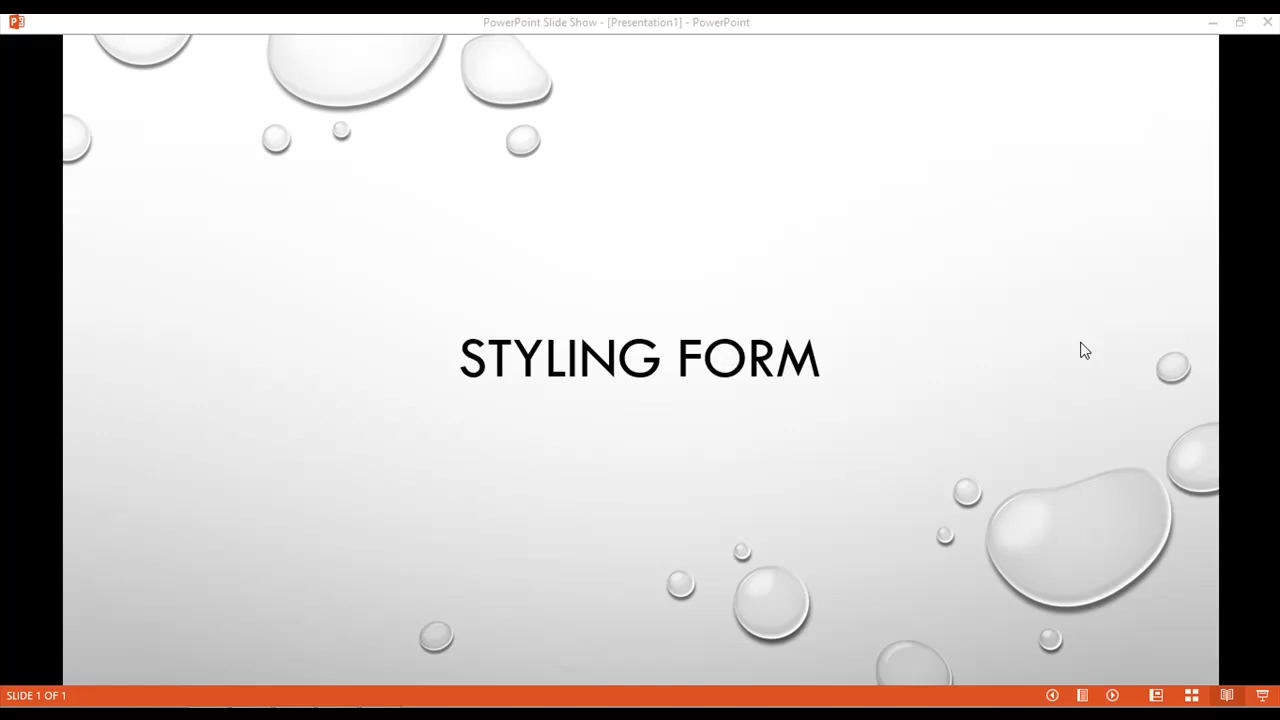 PowerPoint Slide Show - [Presentation1] - PowerPoint
STYLING FORM
SLIDE 1 OF 1